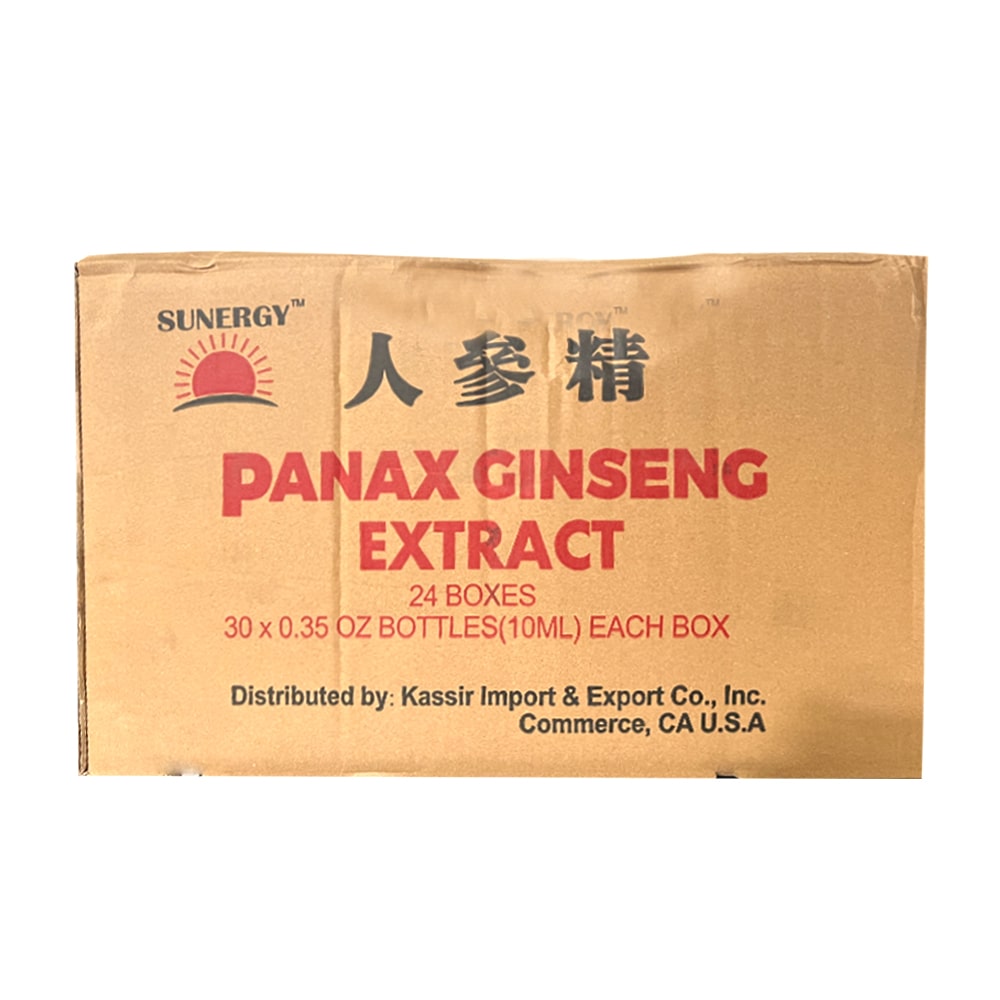 SUNERGY™
人參精
PANAX GINSENG
EXTRACT
24 BOXES
30 x 0.35 OZ BOTTLES(10ML) EACH BOX
Distributed by: Kassir Import & Export Co., Inc.
Commerce, CA U.S.A